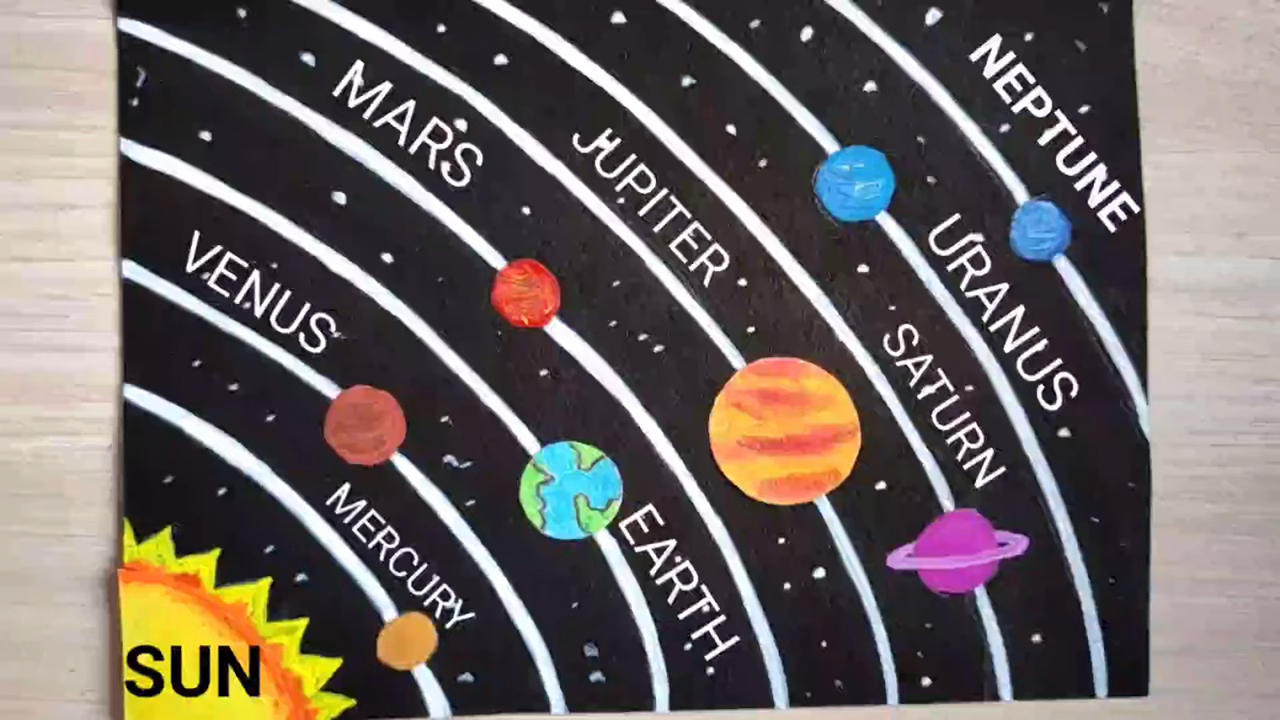 MARS
JUPITER
NEPTUNE
VENUS
URANUS
SATURN
MERCURY
EARTH
SUN